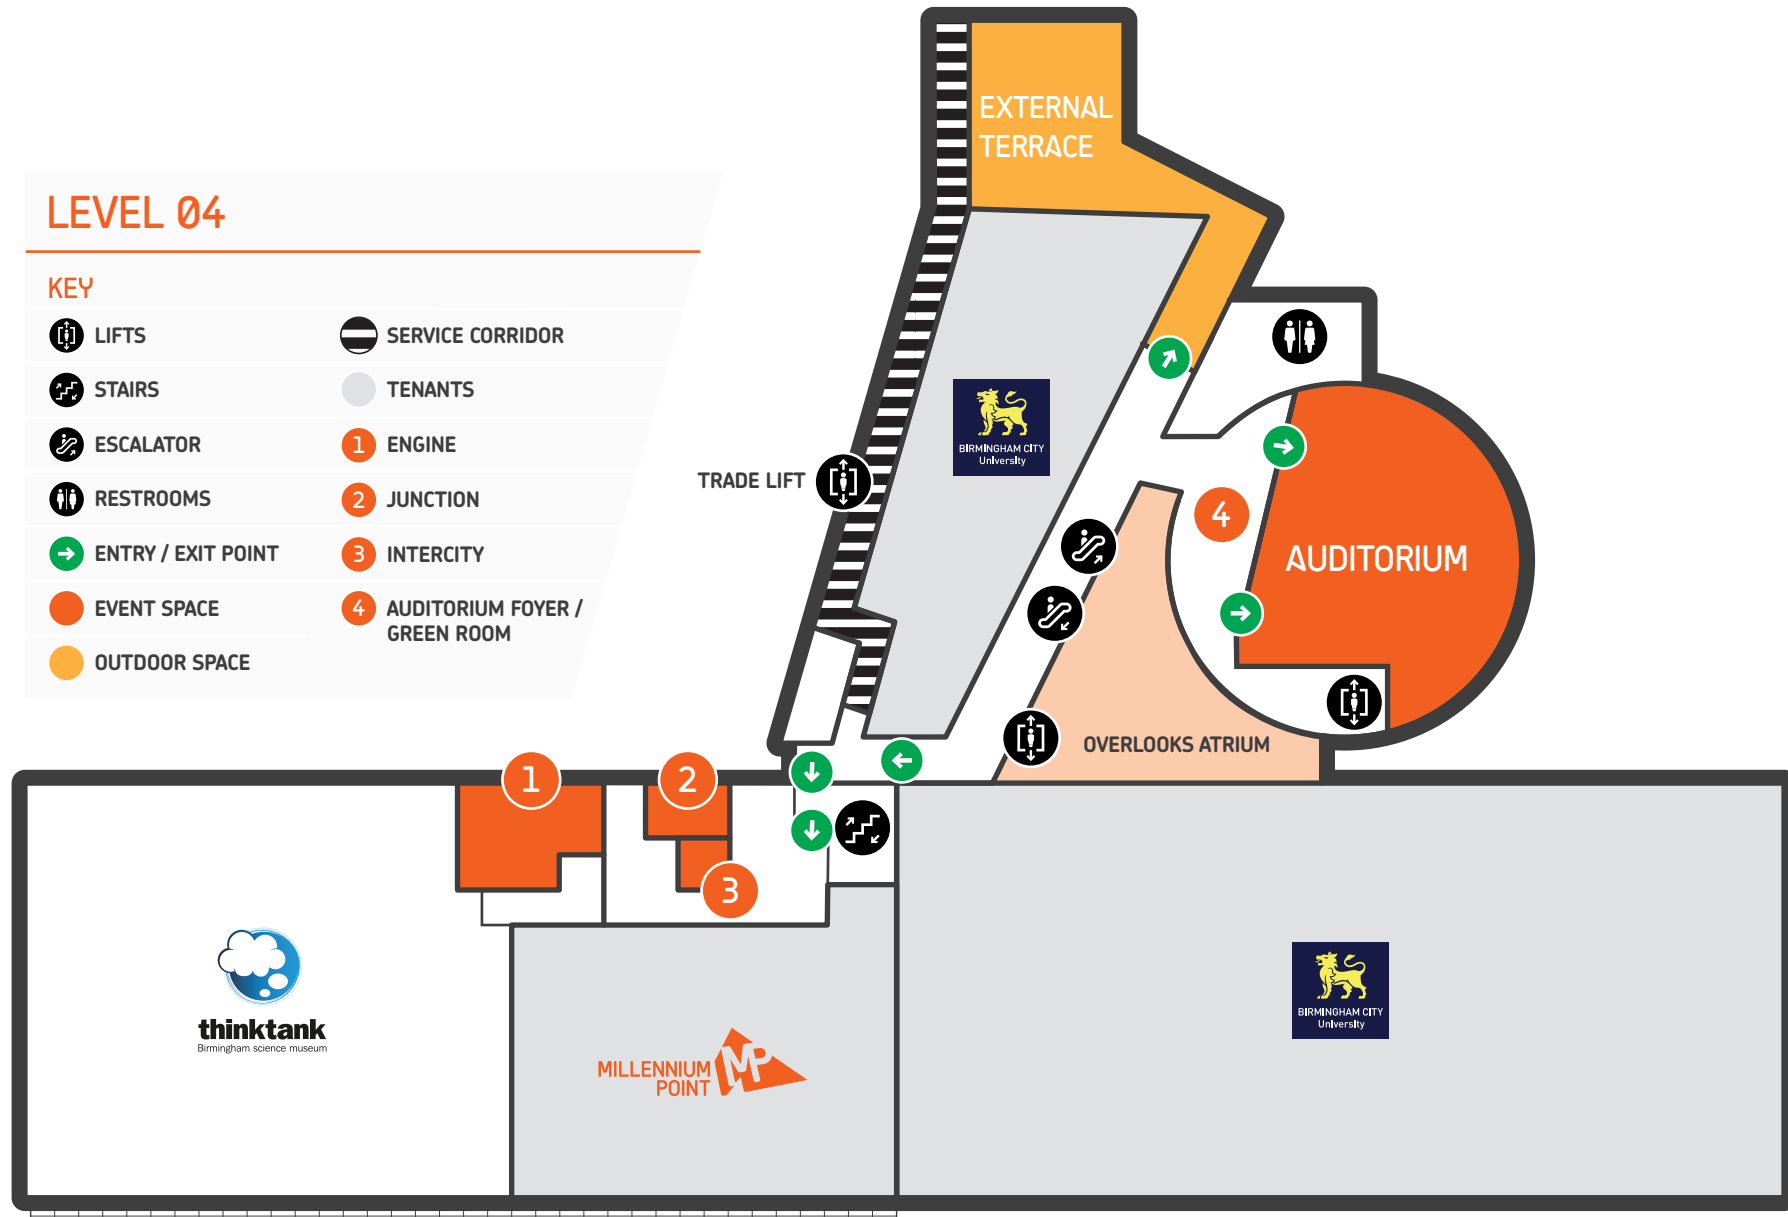 LEVEL 04
KEY
LIFTS
STAIRS
ESCALATOR
RESTROOMS
ENTRY / EXIT POINT
EVENT SPACE
OUTDOOR SPACE
SERVICE CORRIDOR
TENANTS
1 ENGINE
2 JUNCTION
3 INTERCITY
4 AUDITORIUM FOYER /
GREEN ROOM
EXTERNAL
TERRACE
BIRMINGHAM CITY
University
TRADE LIFT
4
AUDITORIUM
OVERLOOKS ATRIUM
1
2
3
thinktank
Birmingham science museum
MILLENNIUM
POINT
MP
BIRMINGHAM CITY
University